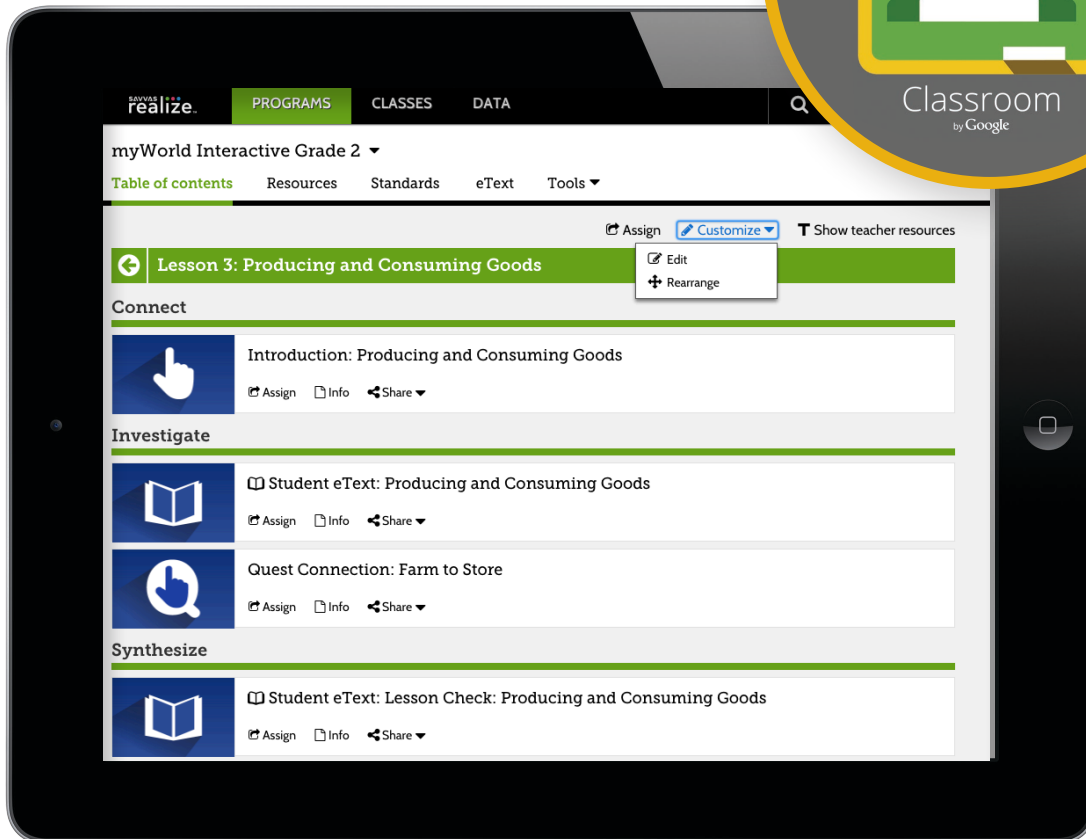 Classroom
by Google
SAVVAS
realize.
PROGRAMS CLASSES DATA
myWorld Interactive Grade 2
Table of contents Resources Standards eText Tools
Assign Customize T Show teacher resources
Edit
Rearrange
Lesson 3: Producing and Consuming Goods
Connect
Introduction: Producing and Consuming Goods
Assign Info Share
Investigate
Student eText: Producing and Consuming Goods
Assign Info Share
Quest Connection: Farm to Store
Assign Info Share
Synthesize
Student eText: Lesson Check: Producing and Consuming Goods
Assign Info Share